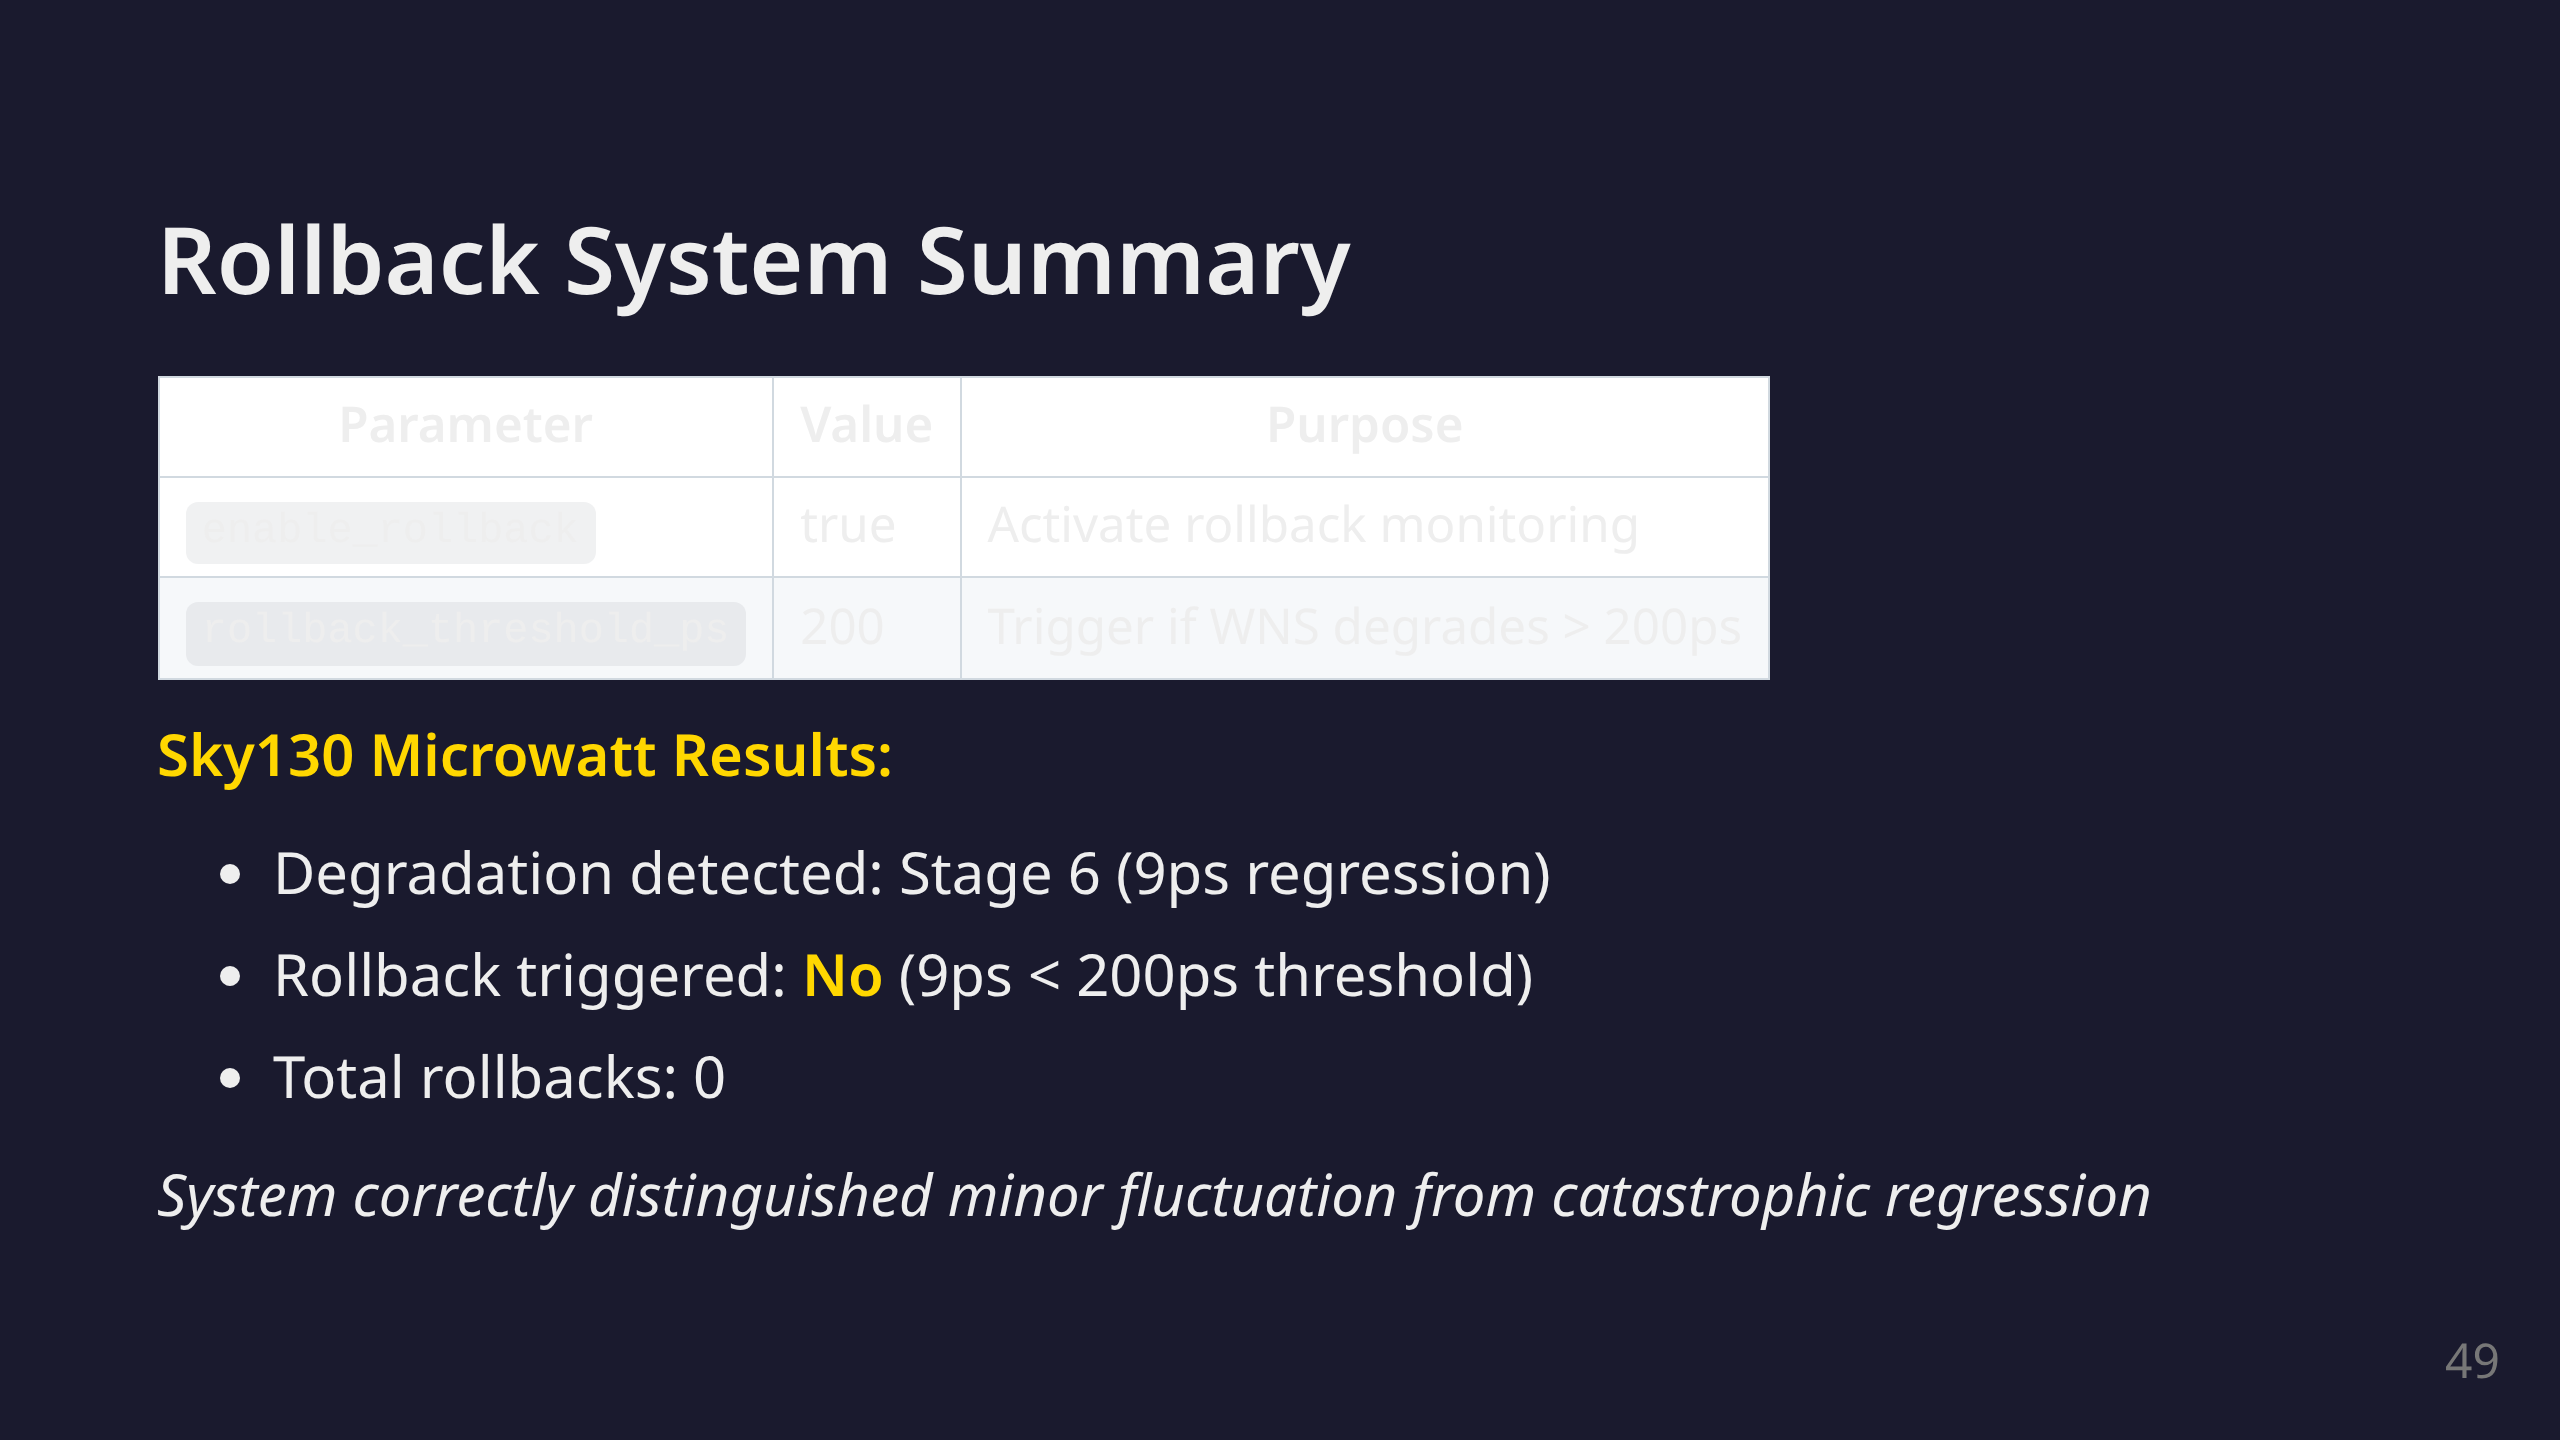 Rollback System Summary
Parameter Value Purpose
enable_rollback true Activate rollback monitoring
rollback_threshold_ps 200 Trigger if WNS degrades > 200ps
Sky130 Microwatt Results:
• Degradation detected: Stage 6 (9ps regression)
• Rollback triggered: No (9ps < 200ps threshold)
• Total rollbacks: 0
System correctly distinguished minor fluctuation from catastrophic regression
49